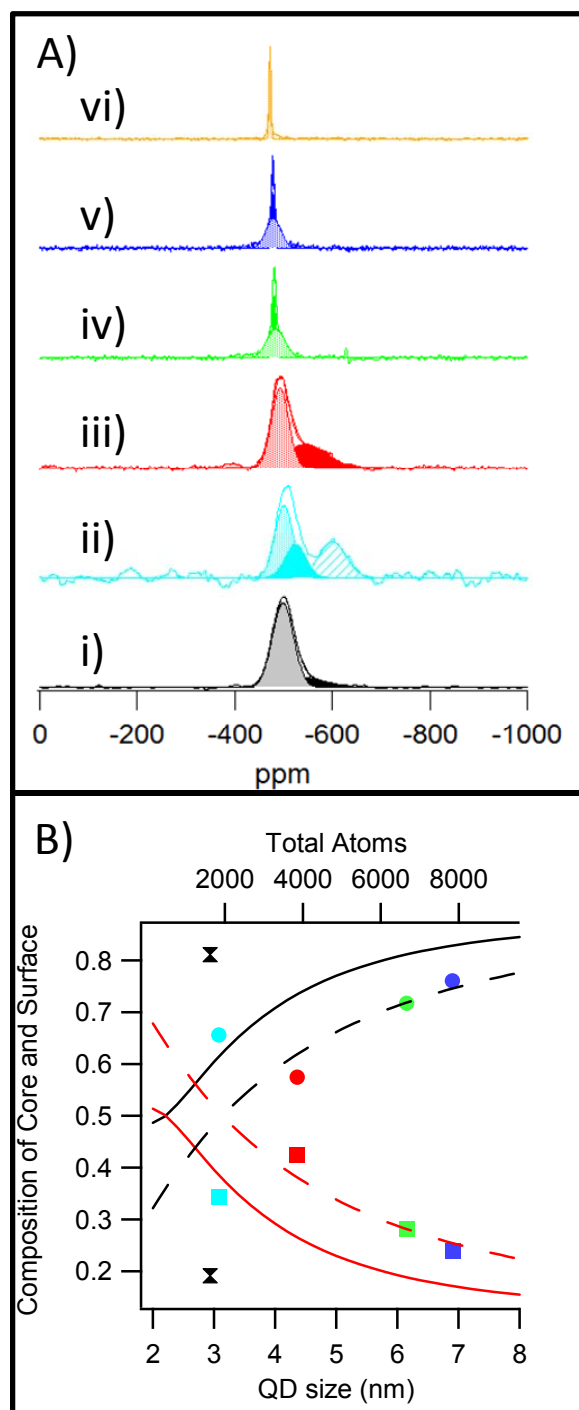 A)
vi)
v)
iv)
iii)
ii)
i)
0 -200 -400 -600 -800 -1000
ppm
B)
Total Atoms
2000 4000 6000 8000
Composition of Core and Surface
0.8
0.7
0.6
0.5
0.4
0.3
0.2
2 3 4 5 6 7 8
QD size (nm)